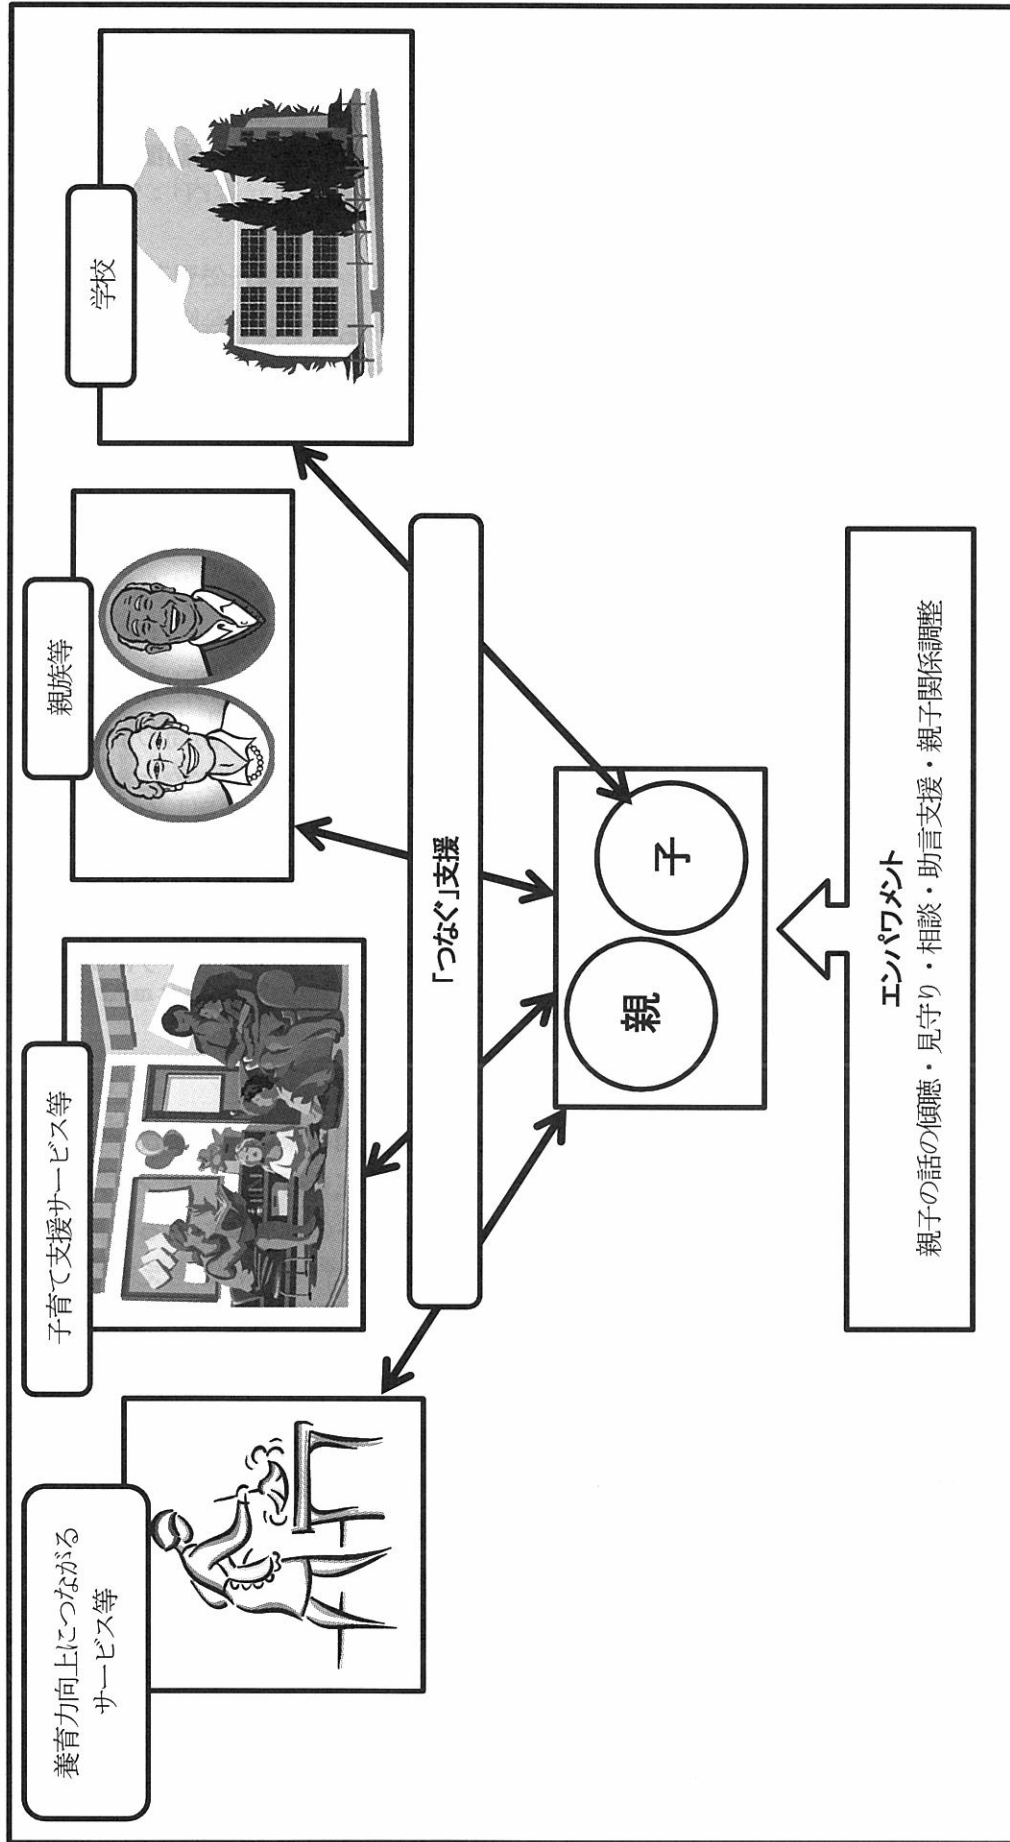 養育力向上につながる
サービス等
子育て支援サービス等
親族等
学校
「つなぐ」支援
親
子
エンパワメント
親子の話の傾聴・見守り・相談・助言支援・親子関係調整